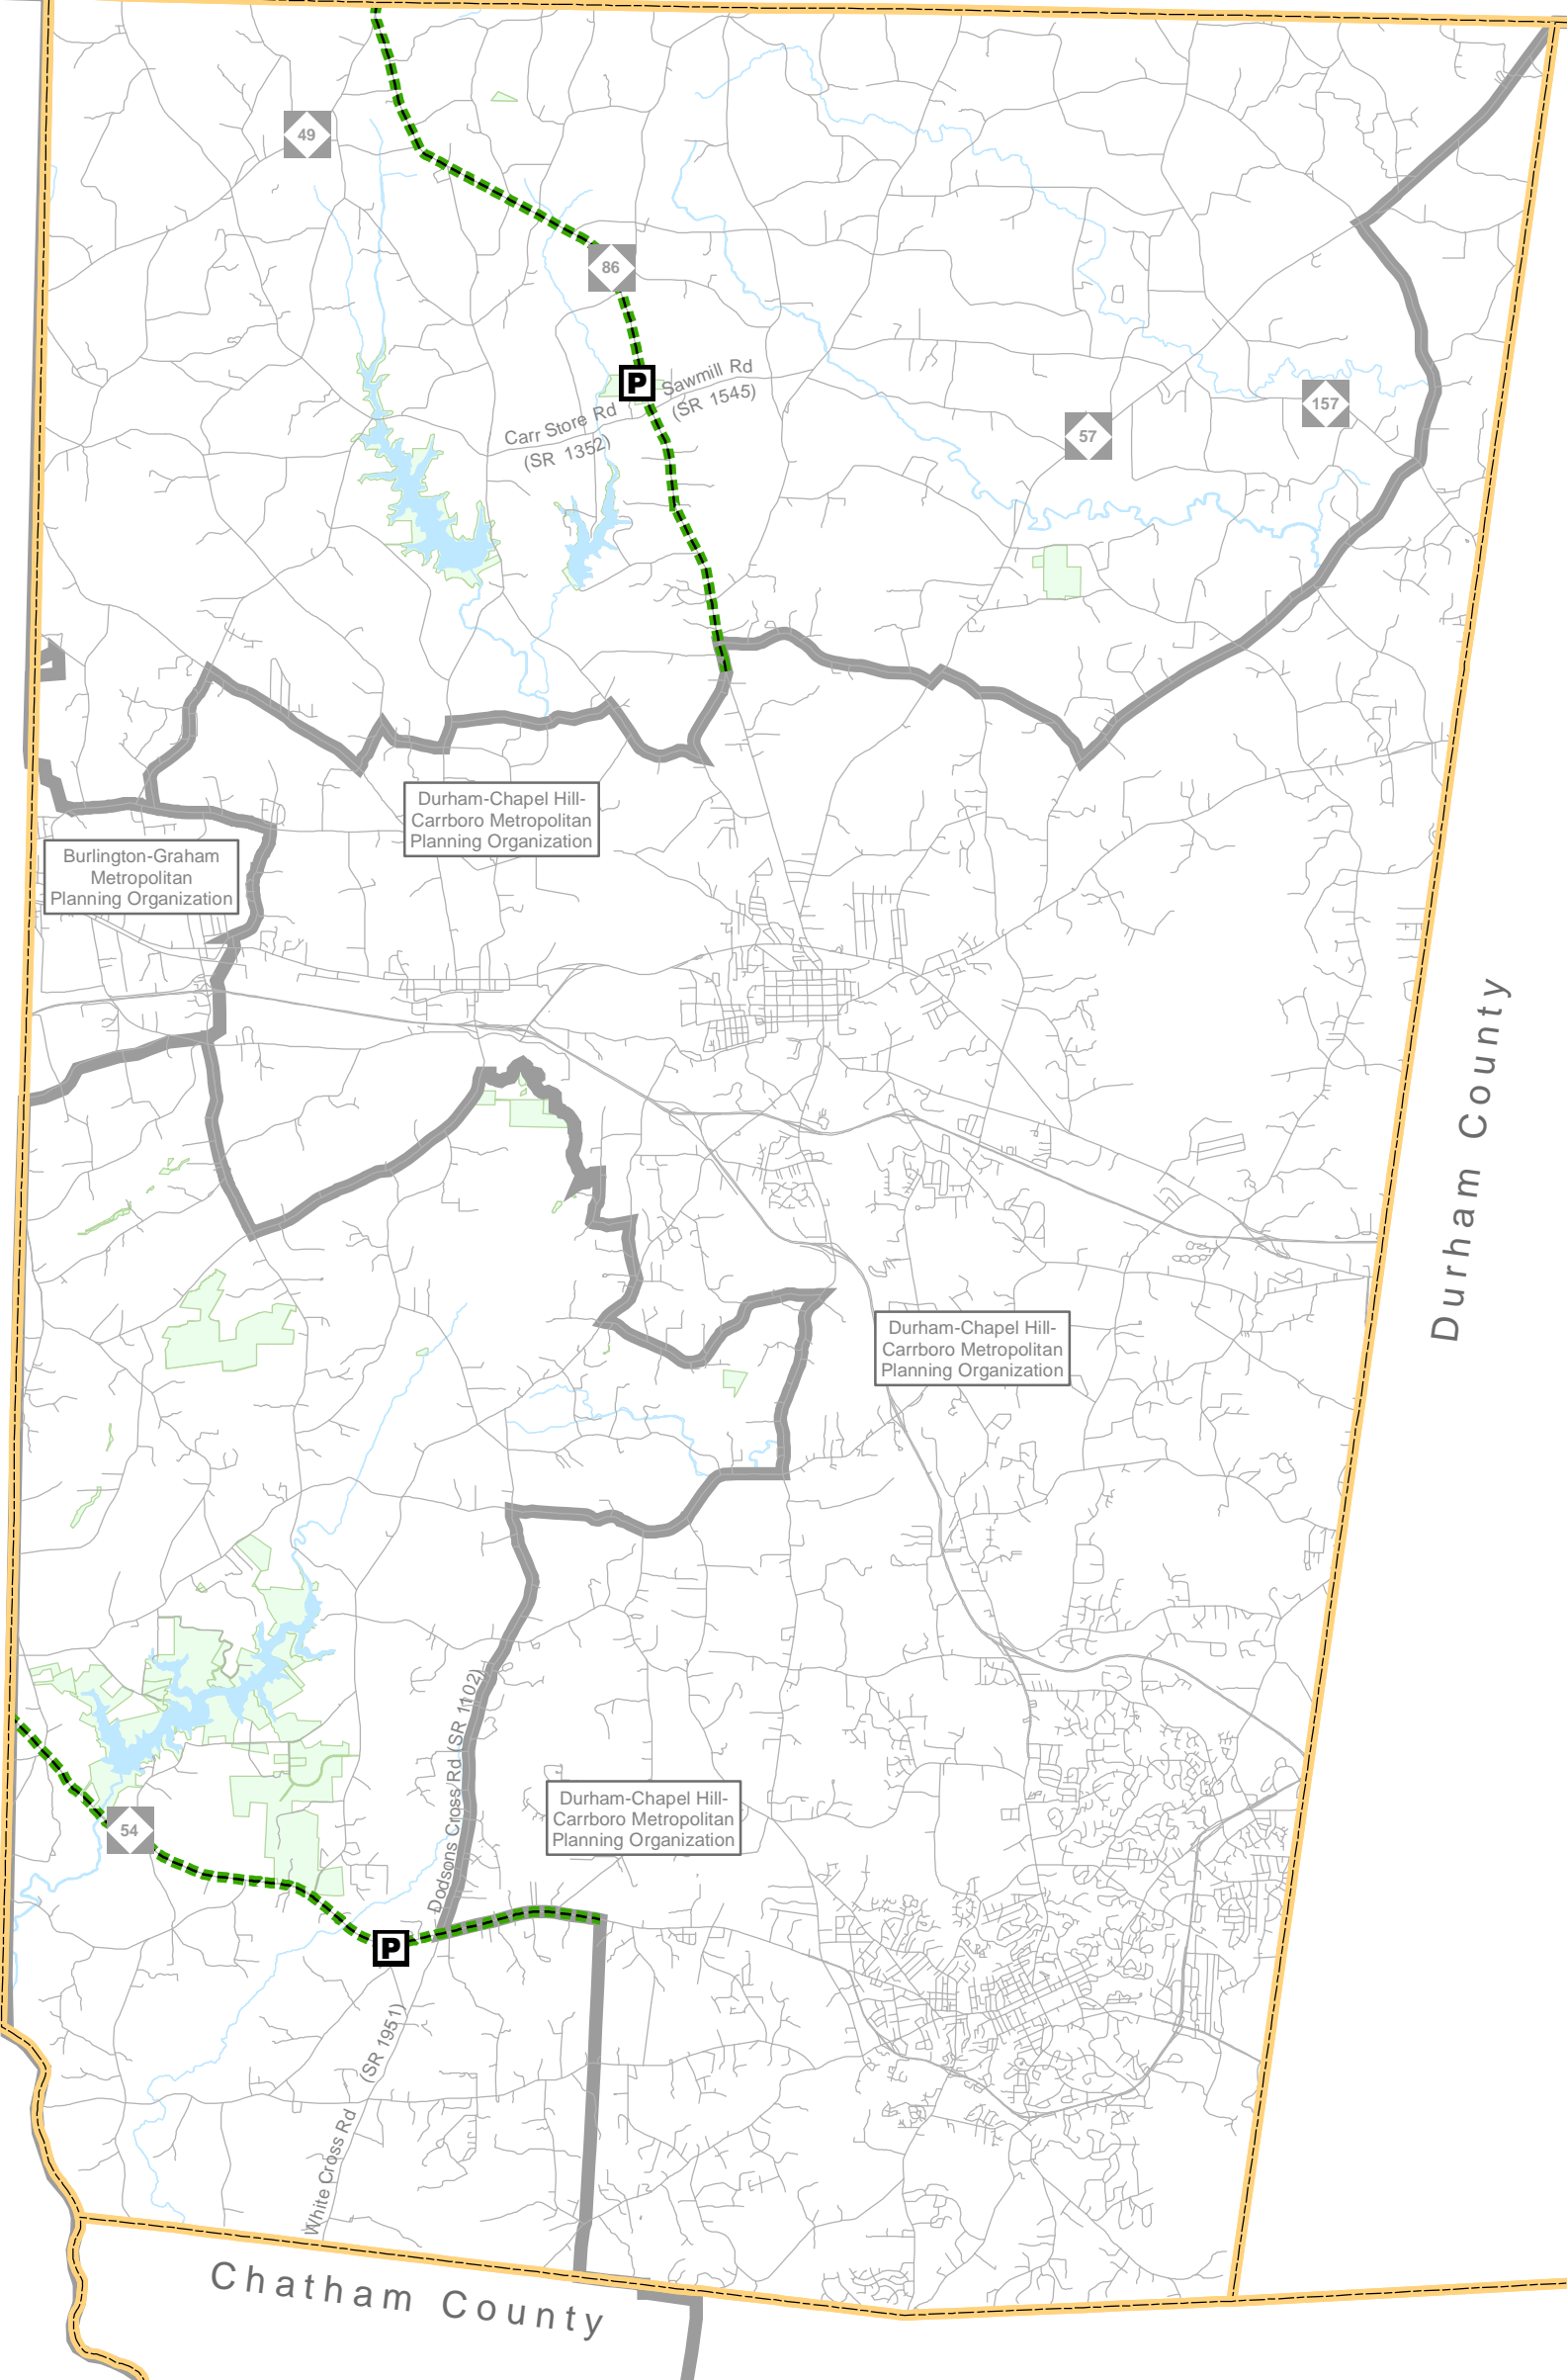 49
86
P
Sawmill Rd
(SR 1545)
Carr Store Rd
(SR 1352)
157
57
Durham-Chapel Hill-
Carrboro Metropolitan
Planning Organization
Burlington-Graham
Metropolitan
Planning Organization
Durham County
Durham-Chapel Hill-
Carrboro Metropolitan
Planning Organization
Dodsons Cross Rd (SR 1102)
Durham-Chapel Hill-
Carrboro Metropolitan
Planning Organization
54
P
White Cross Rd (SR 1951)
Chatham County